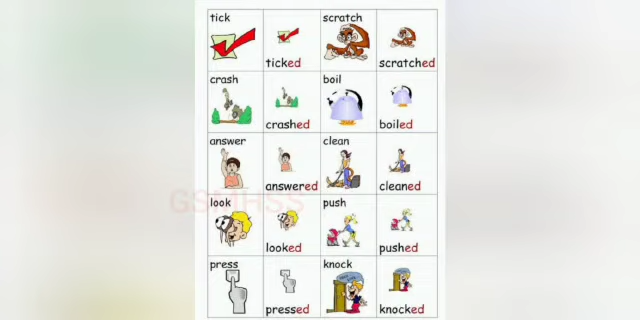 tick
ticked
scratch
scratched
crash
crashed
boil
boiled
answer
answered
clean
cleaned
GSMHSS
look
looked
push
pushed
press
pressed
knock
knocked